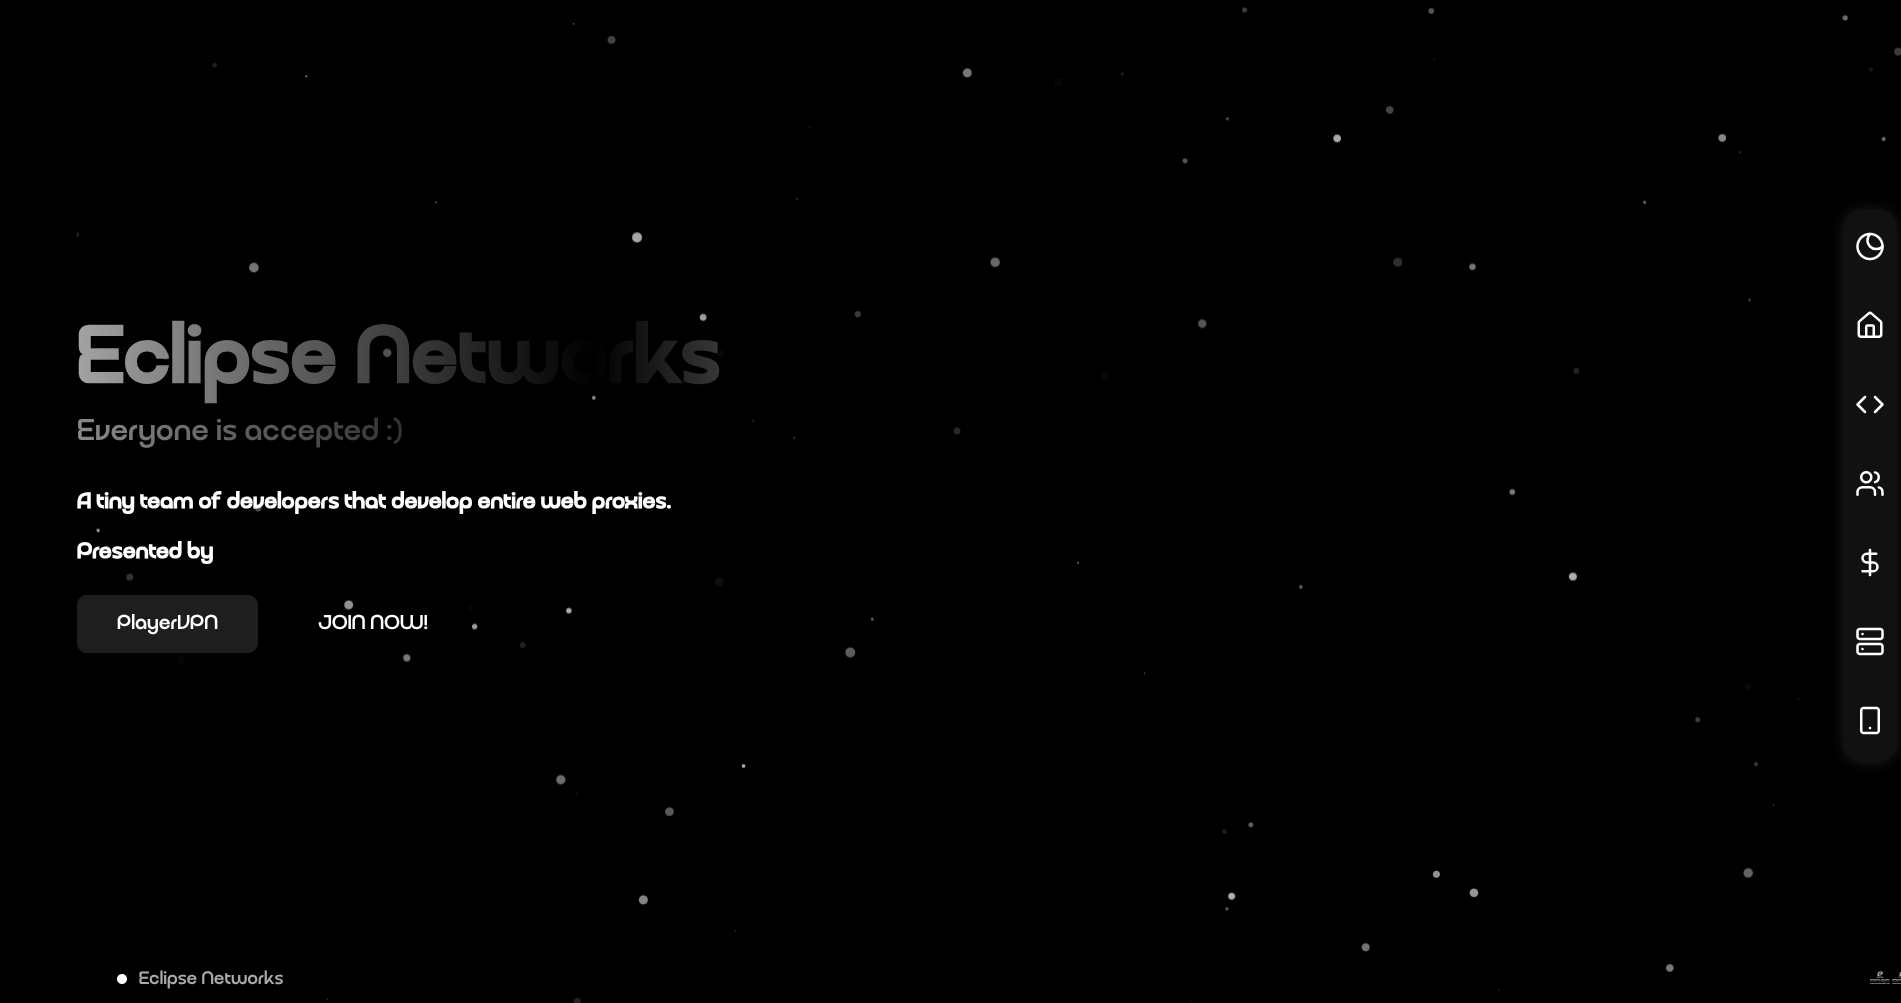 Eclipse Networks
Everyone is accepted :)
A tiny team of developers that develop entire web proxies.
Presented by
PlayerVPN
JOIN NOW!
Eclipse Networks